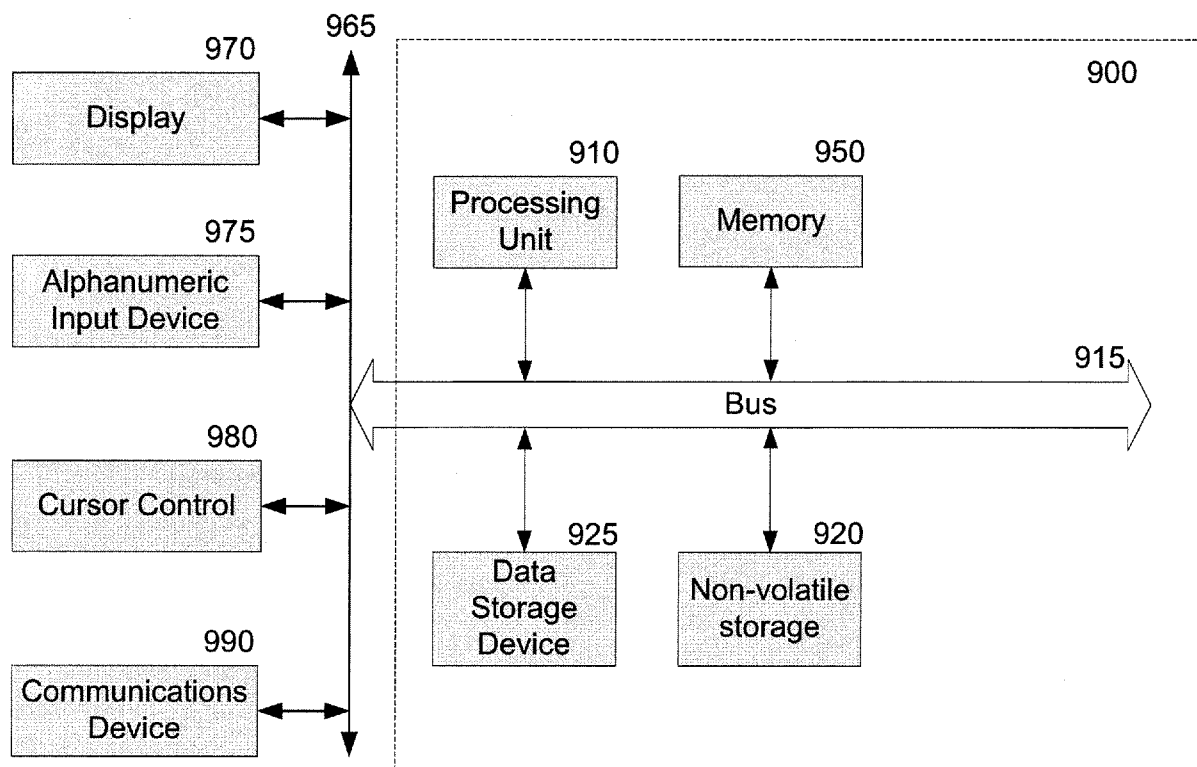 965
970
900
Display
910
950
Processing
Unit
Memory
975
Alphanumeric
Input Device
915
Bus
980
Cursor Control
925
920
Data
Storage
Device
Non-volatile
storage
990
Communications
Device